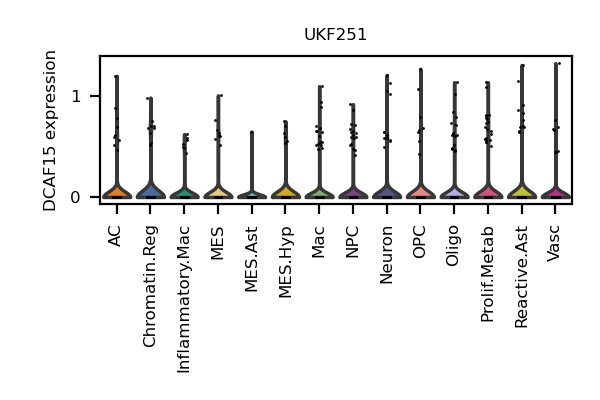 UKF251
DCAF15 expression
1
0
AC
Chromatin.Reg
Inflammatory.Mac
MES
MES.Ast
MES.Hyp
Mac
NPC
Neuron
OPC
Oligo
Prolif.Metab
Reactive.Ast
Vasc